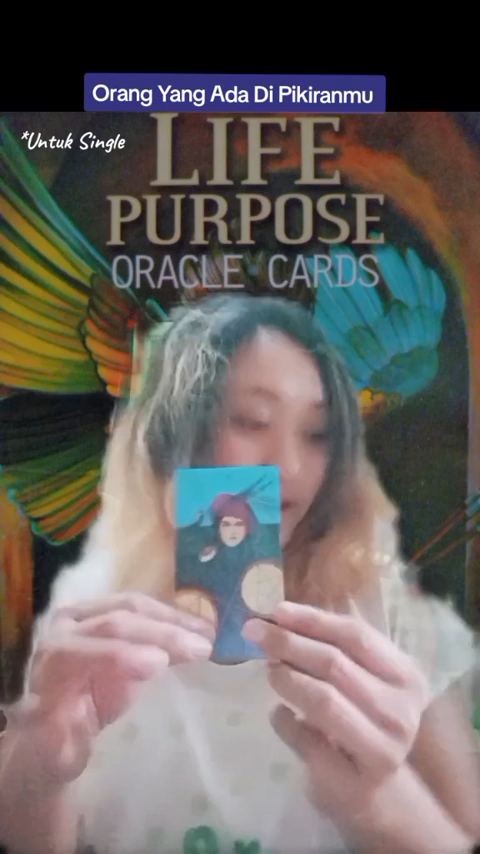 Orang Yang Ada Di Pikiranmu
*Untuk Single
LIFE
PURPOSE
ORACLE CARDS